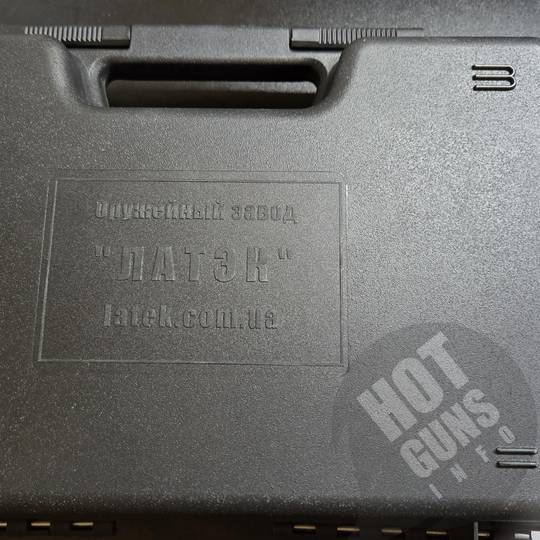 Оружейный завод
"ЛАТЭК"
latek.com.ua
HOT
GUNS
INFO